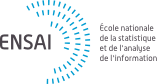 ENSAI
École nationale
de la statistique
et de l'analyse
de l'information